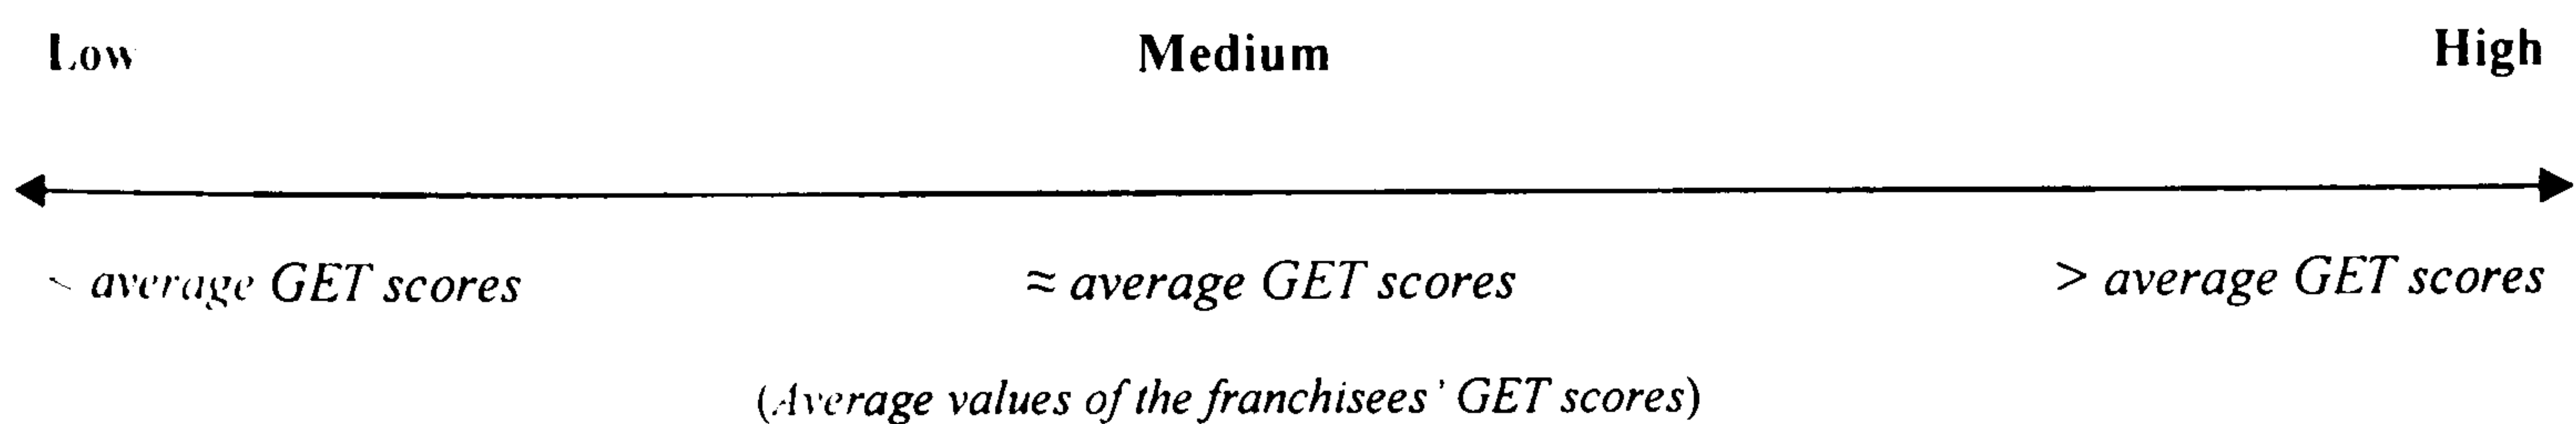 Low Medium High
< average GET scores ≈ average GET scores > average GET scores
(Average values of the franchisees' GET scores)